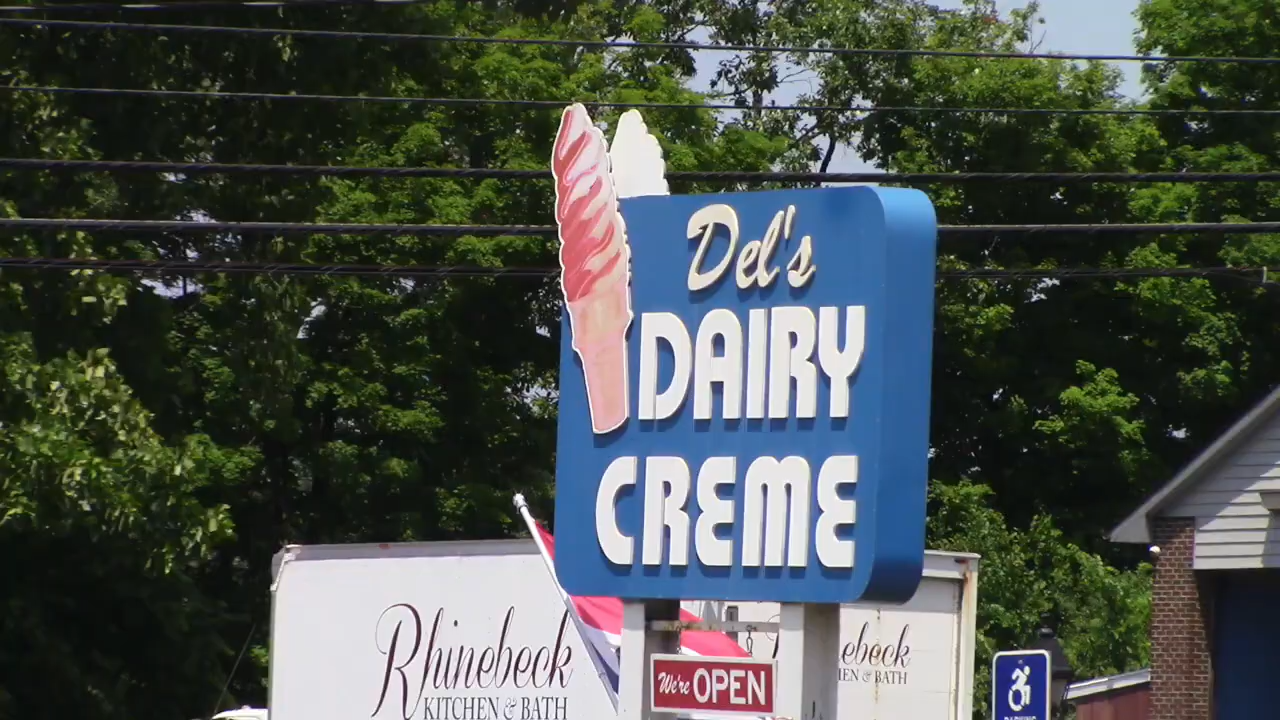 Del's
DAIRY
CREME
Rhinebeck
KITCHEN & BATH
ebeck
EN & BATH
We're OPEN